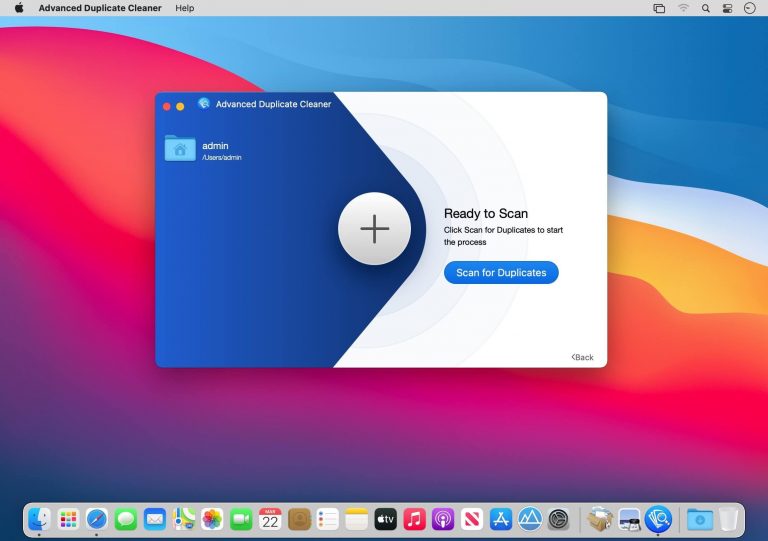 Advanced Duplicate Cleaner Help
Advanced Duplicate Cleaner
admin
/Users/admin
Ready to Scan
Click Scan for Duplicates to start
the process
Scan for Duplicates
<Back
MAR
22
tv